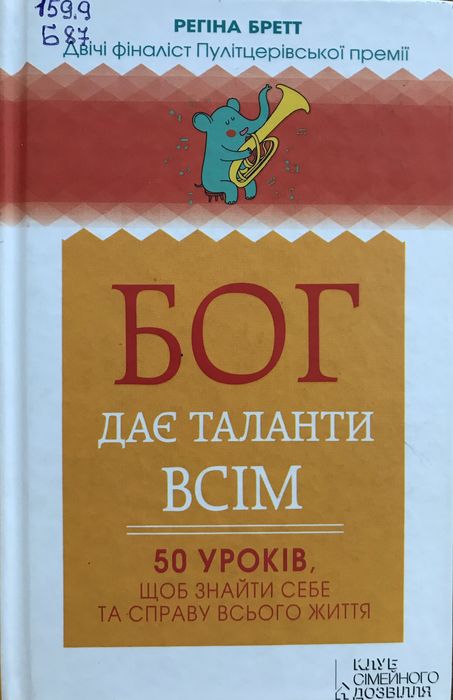 159.9
Б 87
РЕГІНА БРЕТТ
Двічі фіналіст Пулітцерівської премії
БОГ
ДАЄ ТАЛАНТИ
ВСІМ
50 УРОКІВ,
ЩОБ ЗНАЙТИ СЕБЕ
ТА СПРАВУ ВСЬОГО ЖИТТЯ
КЛУБ
СІМЕЙНОГО
ДОЗВІЛЛЯ